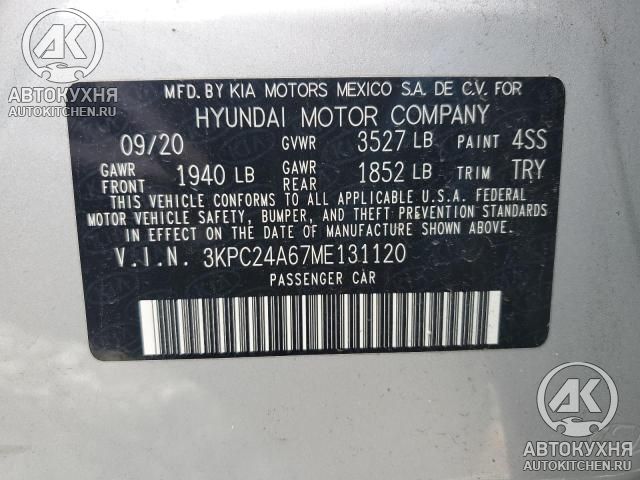 АВТОКУХНЯ
AUTOKITCHEN.RU
MFD. BY KIA MOTORS MEXICO S.A. DE C.V. FOR
HYUNDAI MOTOR COMPANY
09/20 GVWR 3527 LB PAINT 4SS
GAWR FRONT 1940 LB GAWR REAR 1852 LB TRIM TRY
THIS VEHICLE CONFORMS TO ALL APPLICABLE U.S.A. FEDERAL
MOTOR VEHICLE SAFETY, BUMPER, AND THEFT PREVENTION STANDARDS
IN EFFECT ON THE DATE OF MANUFACTURE SHOWN ABOVE.
V.I.N. 3KPC24A67ME131120
PASSENGER CAR
АВТОКУХНЯ
AUTOKITCHEN.RU